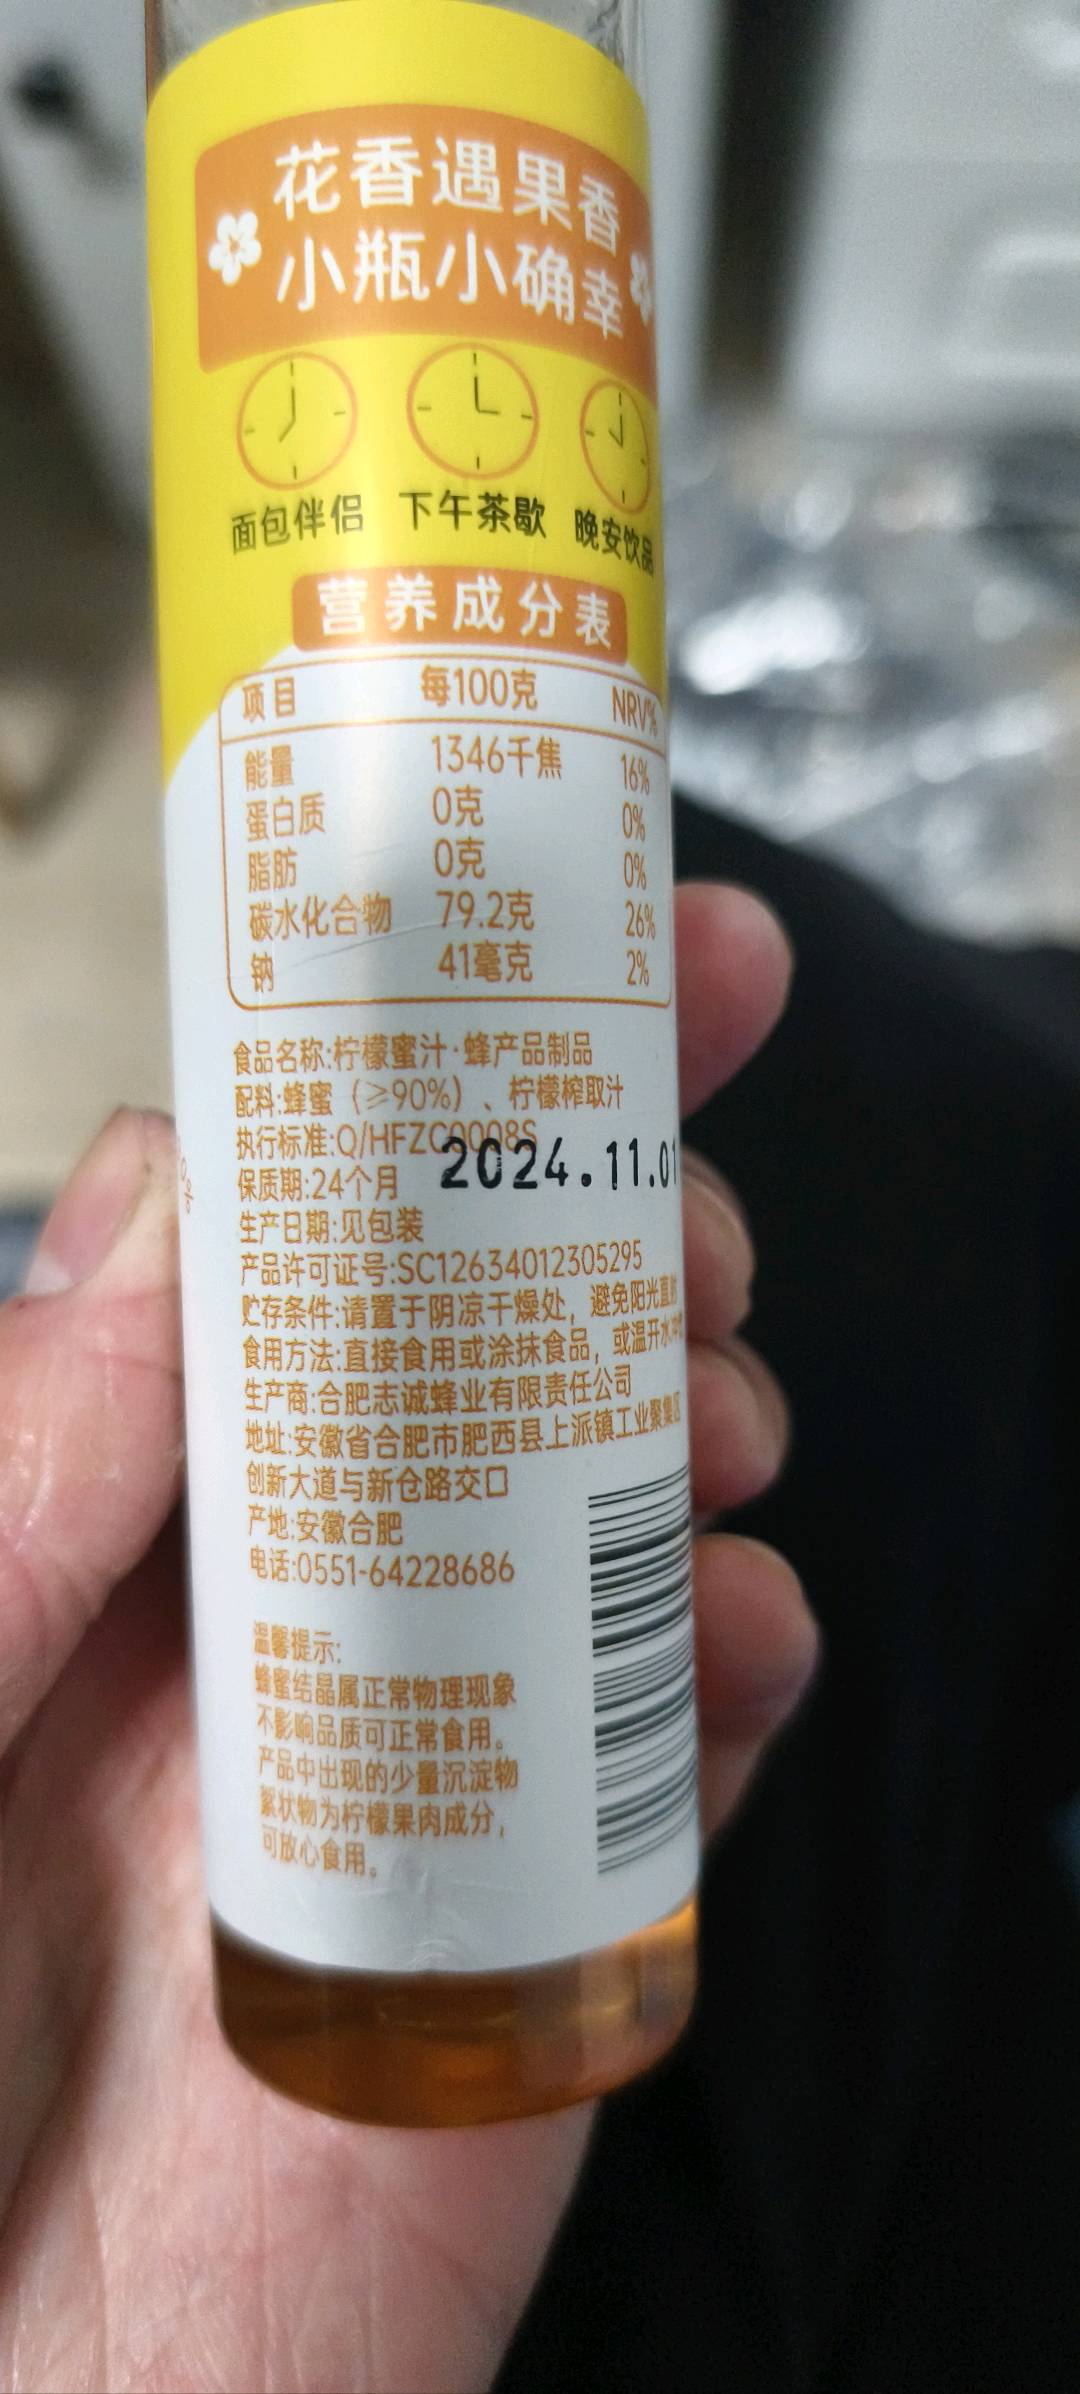 花香遇果香
小瓶小确幸
面包伴侣 下午茶歇 晚安饮品
营养成分表
项目 每100克 NRV%
能量 1346千焦 16%
蛋白质 0克 0%
脂肪 0克 0%
碳水化合物 79.2克 26%
钠 41毫克 2%
食品名称:柠檬蜜汁·蜂产品制品
配料:蜂蜜（≥90%）、柠檬榨取汁
执行标准:Q/HFZC0008S
2024.11.01
保质期:24个月
生产日期:见包装
产品许可证号:SC12634012305295
贮存条件:请置于阴凉干燥处，避免阳光直射
食用方法:直接食用或涂抹食品，或温开水
生产商:合肥志诚蜂业有限责任公司
地址:安徽省合肥市肥西县上派镇工业聚集区
创新大道与新仓路交口
产地:安徽合肥
电话:0551-64228686
温馨提示:
蜂蜜结晶属正常物理现象
不影响品质可正常食用。
产品中出现的少量沉淀物
絮状物为柠檬果肉成分，
可放心食用。